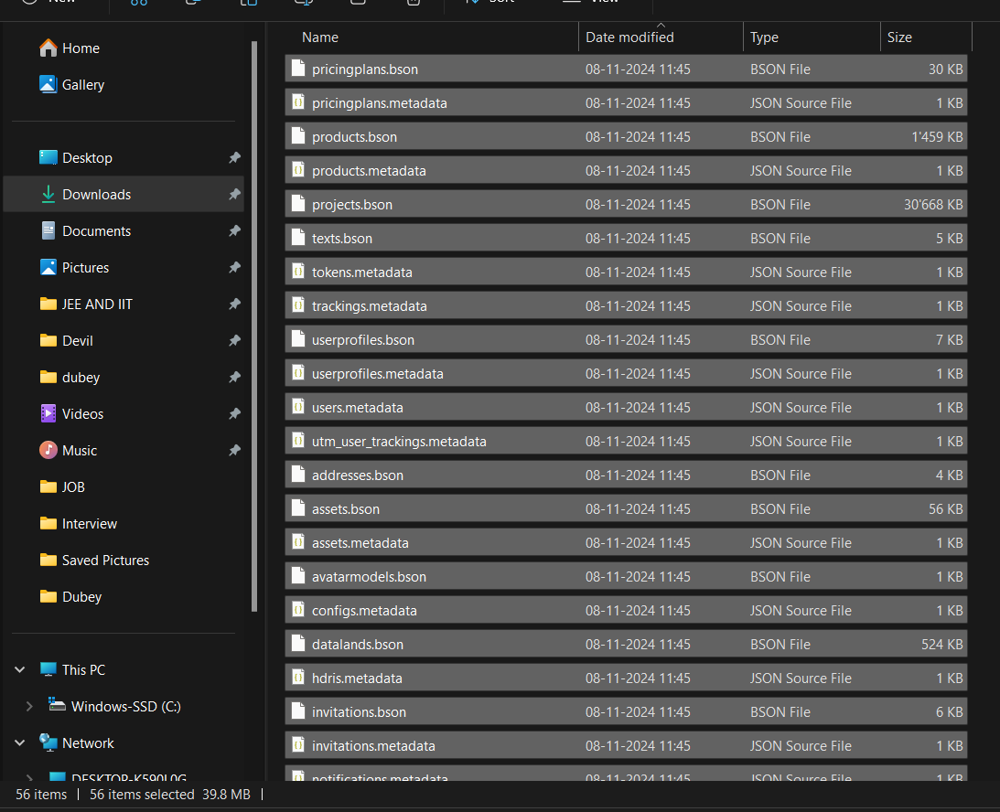 New
Sort
View
Home
Gallery
Desktop
Downloads
Documents
Pictures
JEE AND IIT
Devil
dubey
Videos
Music
JOB
Interview
Saved Pictures
Dubey
This PC
Windows-SSD (C:)
Network
DESKTOP-K590L0G
Name Date modified Type Size
pricingplans.bson 08-11-2024 11:45 BSON File 30 KB
pricingplans.metadata 08-11-2024 11:45 JSON Source File 1 KB
products.bson 08-11-2024 11:45 BSON File 1'459 KB
products.metadata 08-11-2024 11:45 JSON Source File 1 KB
projects.bson 08-11-2024 11:45 BSON File 30'668 KB
texts.bson 08-11-2024 11:45 BSON File 5 KB
tokens.metadata 08-11-2024 11:45 JSON Source File 1 KB
trackings.metadata 08-11-2024 11:45 JSON Source File 1 KB
userprofiles.bson 08-11-2024 11:45 BSON File 7 KB
userprofiles.metadata 08-11-2024 11:45 JSON Source File 1 KB
users.metadata 08-11-2024 11:45 JSON Source File 1 KB
utm_user_trackings.metadata 08-11-2024 11:45 JSON Source File 1 KB
addresses.bson 08-11-2024 11:45 BSON File 4 KB
assets.bson 08-11-2024 11:45 BSON File 56 KB
assets.metadata 08-11-2024 11:45 JSON Source File 1 KB
avatarmodels.bson 08-11-2024 11:45 BSON File 1 KB
configs.metadata 08-11-2024 11:45 JSON Source File 1 KB
datalands.bson 08-11-2024 11:45 BSON File 524 KB
hdris.metadata 08-11-2024 11:45 JSON Source File 1 KB
invitations.bson 08-11-2024 11:45 BSON File 6 KB
invitations.metadata 08-11-2024 11:45 JSON Source File 1 KB
notifications.metadata 08-11-2024 11:45 JSON Source File 1 KB
56 items 56 items selected 39.8 MB